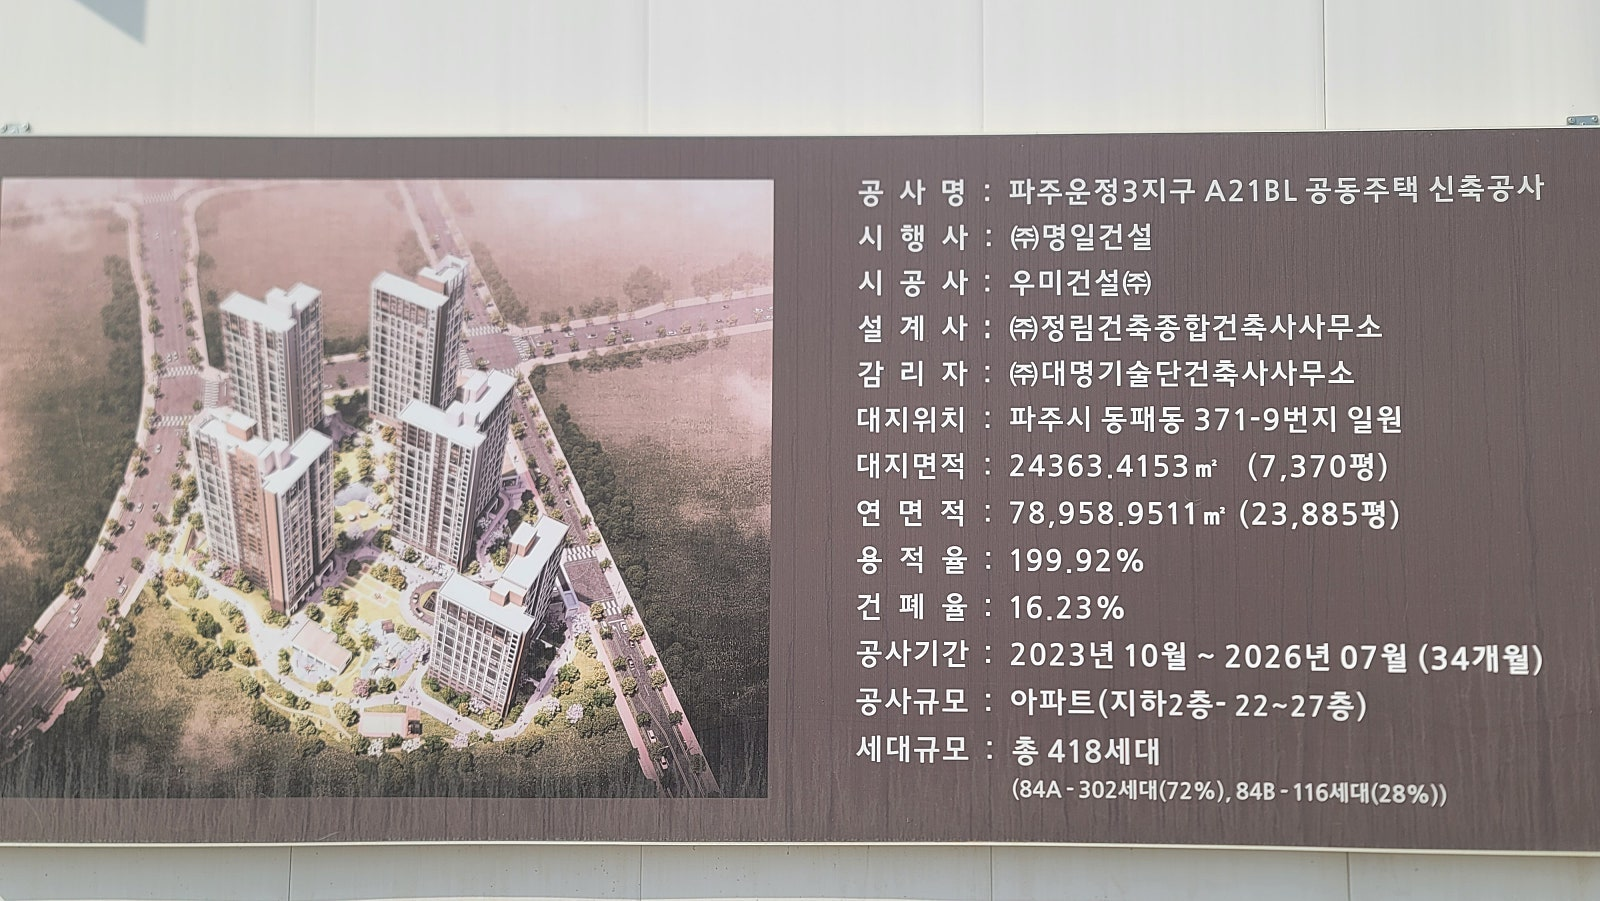 공 사 명 : 파주운정3지구 A21BL 공동주택 신축공사
시 행 사 : ㈜명일건설
시 공 사 : 우미건설㈜
설 계 사 : ㈜정림건축종합건축사사무소
감 리 자 : ㈜대명기술단건축사사무소
대지위치 : 파주시 동패동 371-9번지 일원
대지면적 : 24363.4153㎡ (7,370평)
연 면 적 : 78,958.9511㎡ (23,885평)
용 적 율 : 199.92%
건 폐 율 : 16.23%
공사기간 : 2023년 10월 ~ 2026년 07월 (34개월)
공사규모 : 아파트(지하2층- 22~27층)
세대규모 : 총 418세대
(84A - 302세대(72%), 84B - 116세대(28%))